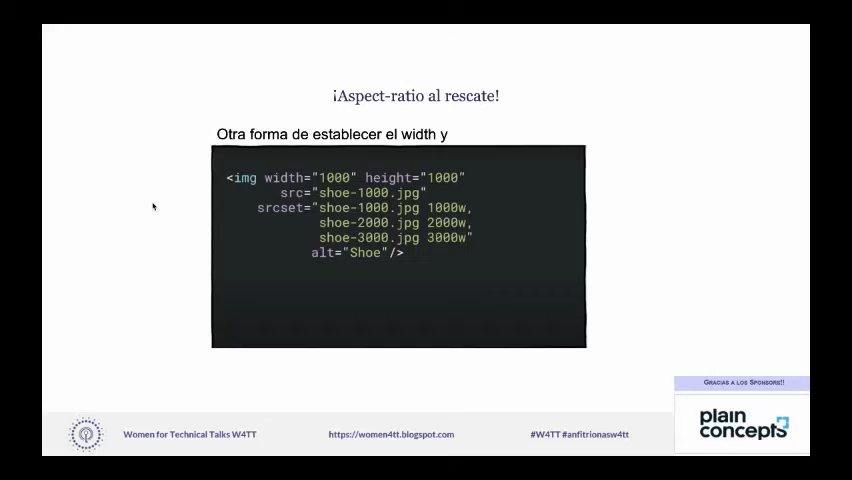 ¡Aspect-ratio al rescate!
Otra forma de establecer el width y
<img width="1000" height="1000"
src="shoe-1000.jpg"
srcset="shoe-1000.jpg 1000w,
shoe-2000.jpg 2000w,
shoe-3000.jpg 3000w"
alt="Shoe"/>
GRACIAS A LOS SPONSORS!!
plain
concepts
Women for Technical Talks W4TT
https://women4tt.blogspot.com
#W4TT #anfitrionasw4tt